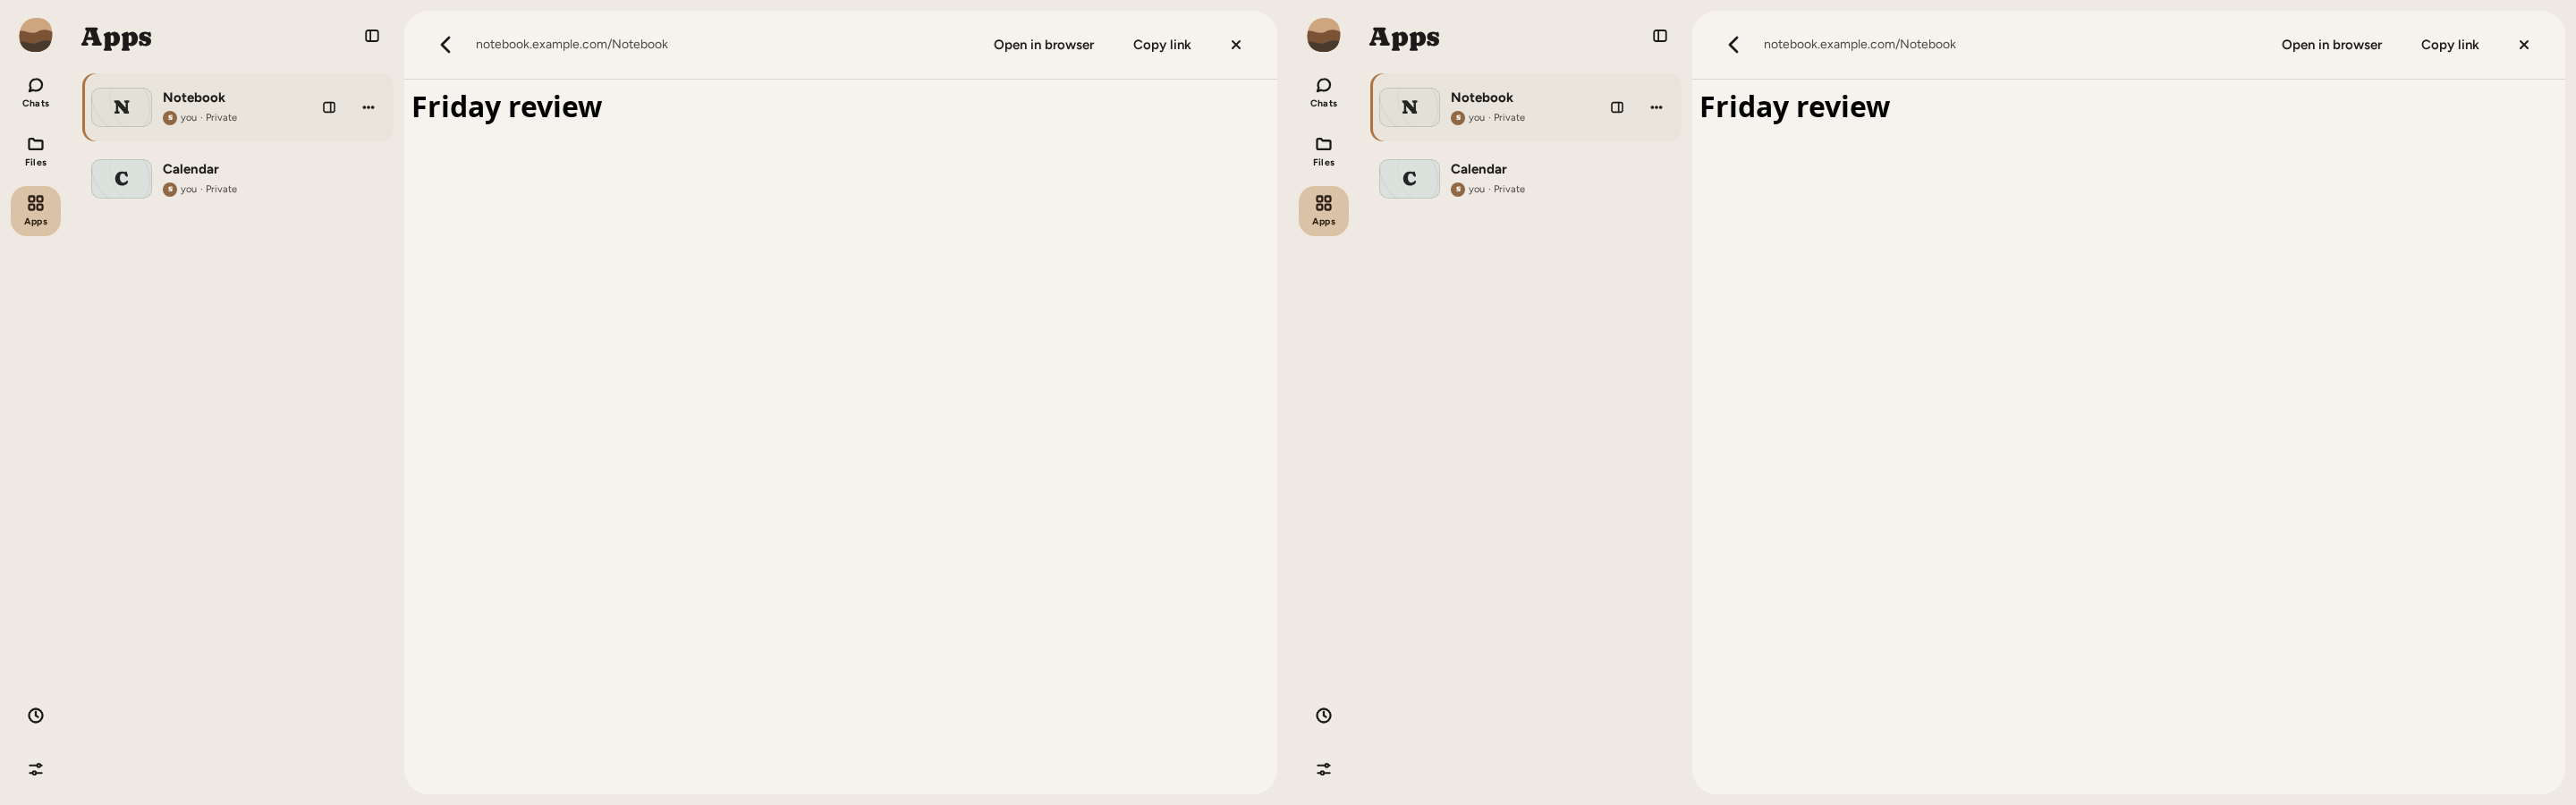 Apps
Chats
Files
Apps
N
Notebook
S you · Private
C
Calendar
S you · Private
notebook.example.com/Notebook
Open in browser
Copy link
Friday review
Apps
Chats
Files
Apps
N
Notebook
S you · Private
C
Calendar
S you · Private
notebook.example.com/Notebook
Open in browser
Copy link
Friday review